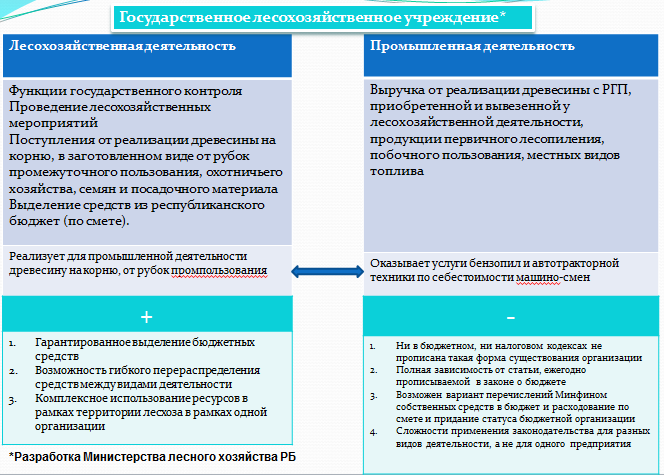 Государственное лесохозяйственное учреждение*
Лесохозяйственная деятельность
Функции государственного контроля
Проведение лесохозяйственных
мероприятий
Поступления от реализации древесины на
корню, в заготовленном виде от рубок
промежуточного пользования, охотничьего
хозяйства, семян и посадочного материала
Выделение средств из республиканского
бюджет (по смете).
Реализует для промышленной деятельности
древесину на корню, от рубок промпользования
Промышленная деятельность
Выручка от реализации древесины с РГП,
приобретенной и вывезенной у
лесохозяйственной деятельности,
продукции первичного лесопиления,
побочного пользования, местных видов
топлива
Оказывает услуги бензопил и автотракторной
техники по себестоимости машино-смен
+
1. Гарантированное выделение бюджетных
средств
2. Возможность гибкого перераспределения
средств между видами деятельности
3. Комплексное использование ресурсов в
рамках территории лесхоза в рамках одной
организации
-
1. Ни в бюджетном, ни налоговом кодексах не
прописана такая форма существования организации
2. Полная зависимость от статьи, ежегодно
прописываемой в законе о бюджете
3. Возможен вариант перечислений Минфином
собственных средств в бюджет и расходование по
смете и придание статуса бюджетной организации
4. Сложности применения законодательства для разных
видов деятельности, а не для одного предприятия
*Разработка Министерства лесного хозяйства РБ